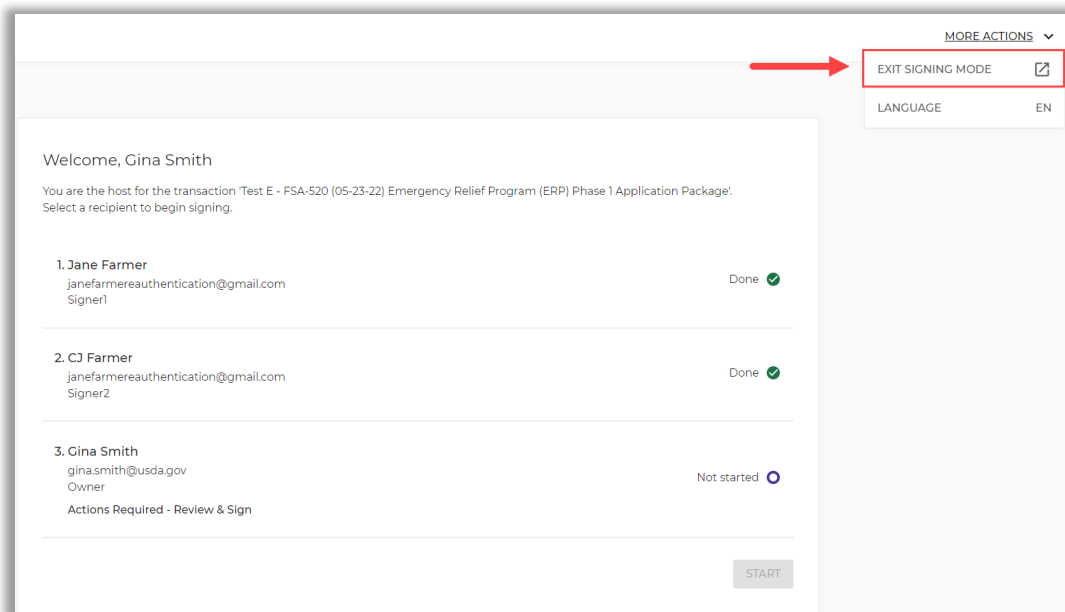 MORE ACTIONS
EXIT SIGNING MODE
LANGUAGE EN
Welcome, Gina Smith
You are the host for the transaction 'Test E - FSA-520 (05-23-22) Emergency Relief Program (ERP) Phase 1 Application Package'.
Select a recipient to begin signing.
1. Jane Farmer
janefarmereauthentication@gmail.com
Signer1
Done
2. CJ Farmer
janefarmereauthentication@gmail.com
Signer2
Done
3. Gina Smith
gina.smith@usda.gov
Owner
Actions Required - Review & Sign
Not started
START